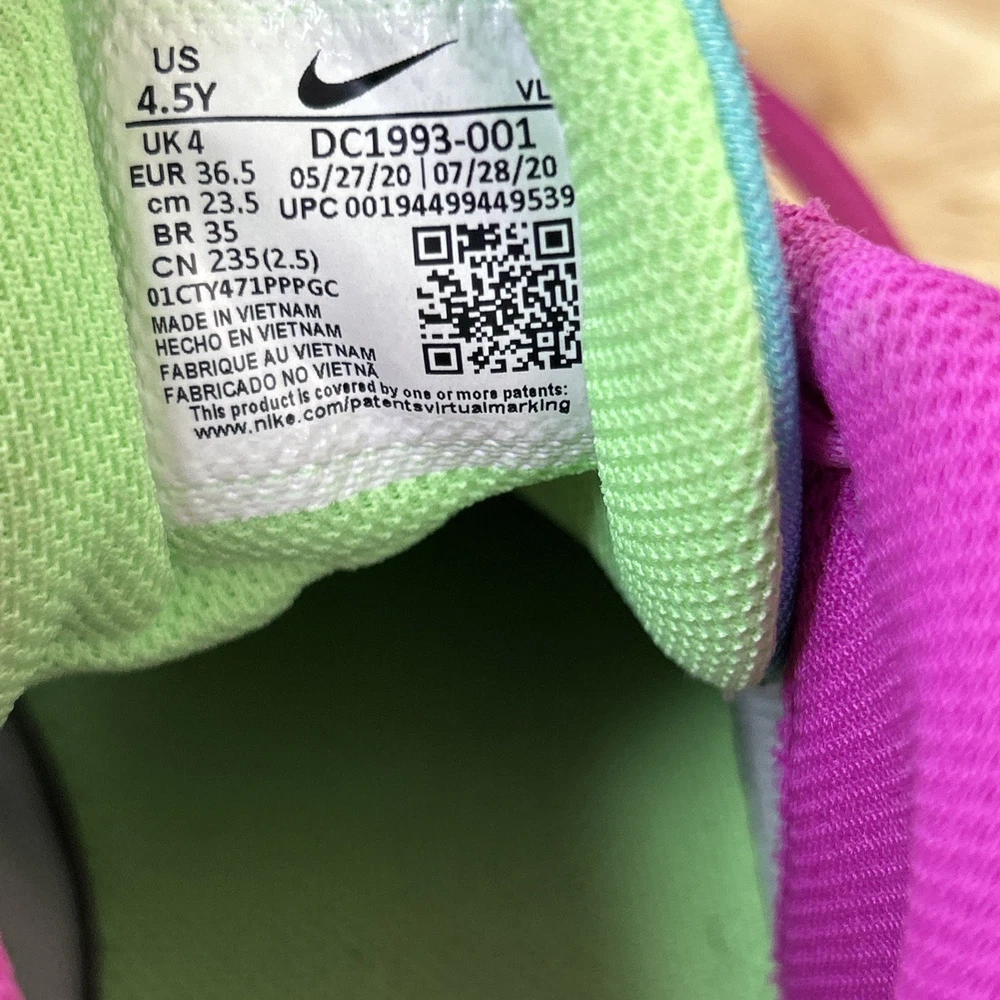 US
4.5Y
VL
UK 4
DC1993-001
EUR 36.5
05/27/20 | 07/28/20
cm 23.5
UPC 00194499449539
BR 35
CN 235(2.5)
01CTY471PPPGC
MADE IN VIETNAM
HECHO EN VIETNAM
FABRIQUE AU VIETNAM
FABRICADO NO VIETNÃ
This product is covered by one or more patents:
www.nike.com/patentsvirtualmarking